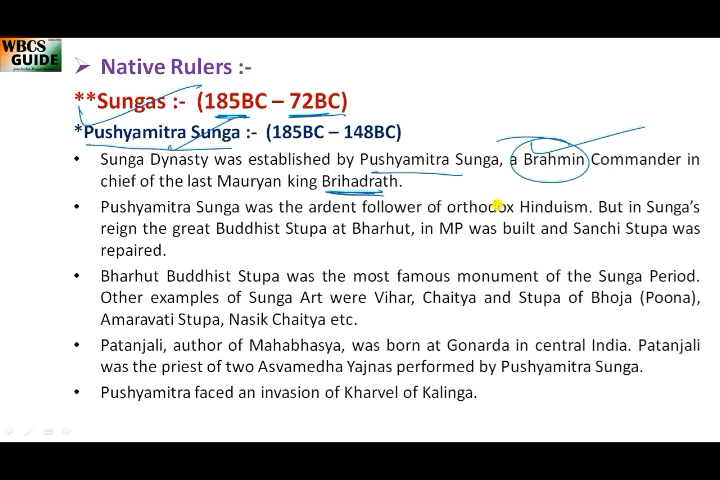 WBCS
GUIDE
➢ Native Rulers :-
**Sungas :- (185BC – 72BC)
*Pushyamitra Sunga :- (185BC – 148BC)
• Sunga Dynasty was established by Pushyamitra Sunga, a Brahmin Commander in
chief of the last Mauryan king Brihadrath.
• Pushyamitra Sunga was the ardent follower of orthodox Hinduism. But in Sunga's
reign the great Buddhist Stupa at Bharhut, in MP was built and Sanchi Stupa was
repaired.
• Bharhut Buddhist Stupa was the most famous monument of the Sunga Period.
Other examples of Sunga Art were Vihar, Chaitya and Stupa of Bhoja (Poona),
Amaravati Stupa, Nasik Chaitya etc.
• Patanjali, author of Mahabhasya, was born at Gonarda in central India. Patanjali
was the priest of two Asvamedha Yajnas performed by Pushyamitra Sunga.
• Pushyamitra faced an invasion of Kharvel of Kalinga.